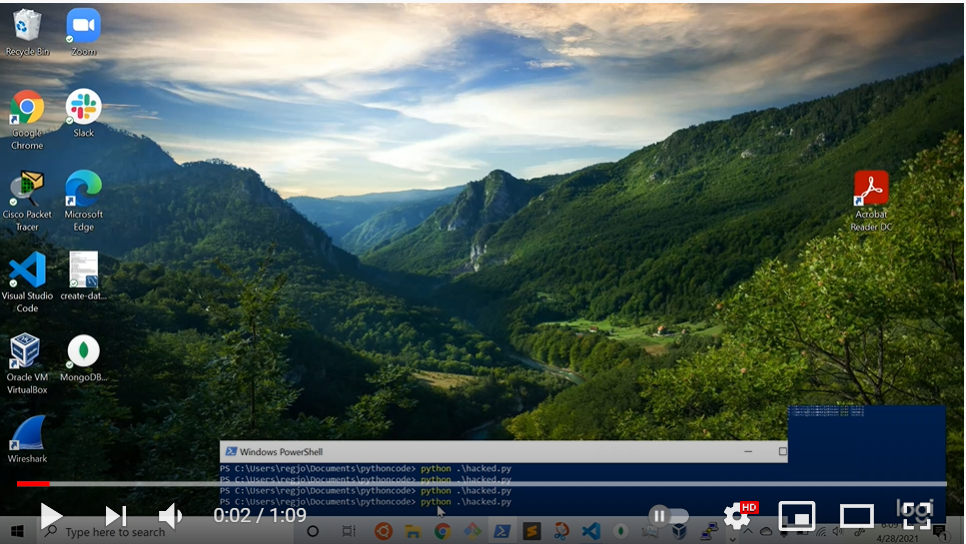 Recycle Bin
Zoom
Google
Chrome
Slack
Cisco Packet
Tracer
Microsoft
Edge
Acrobat
Reader DC
Visual Studio
Code
create-dat...
Oracle VM
VirtualBox
MongoDB...
Wireshark
Windows PowerShell
PS C:\Users\regjo\Documents\pythoncode> python .\hacked.py
PS C:\Users\regjo\Documents\pythoncode> python .\hacked.py
PS C:\Users\regjo\Documents\pythoncode> python .\hacked.py
PS C:\Users\regjo\Documents\pythoncode> python .\hacked.py
0:02 / 1:09
HD
Type here to search
4/28/2021